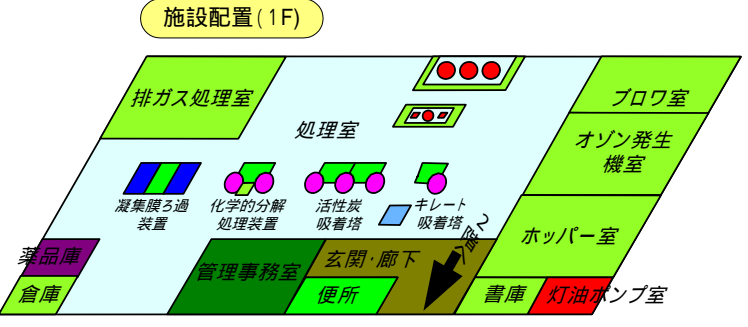 施設配置(1F)
排ガス処理室
ブロワ室
処理室
オゾン発生
機室
凝集膜ろ過
装置
化学的分解
処理装置
活性炭
吸着塔
キレート
吸着塔
2階へ
ホッパー室
薬品庫
管理事務室
玄関・廊下
倉庫
便所
書庫
灯油ポンプ室